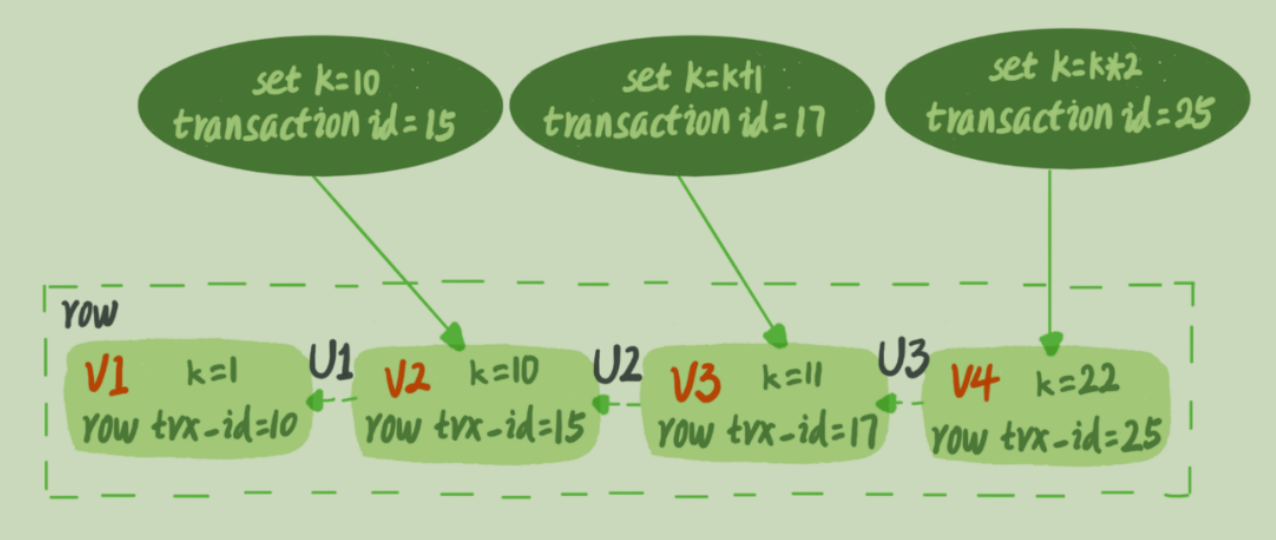 set k=10
transaction id=15
set k=k+1
transaction id=17
set k=k*2
transaction id=25
row
V1 k=1
row trx-id=10
U1
V2 k=10
row trx-id=15
U2
V3 k=11
row trx-id=17
U3
V4 k=22
row trx-id=25